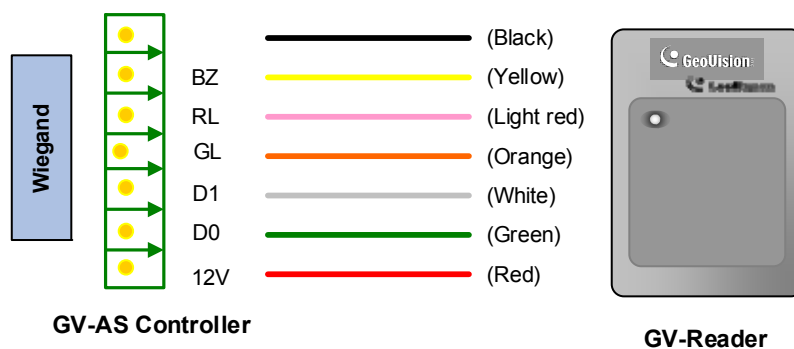 (Black)
BZ (Yellow)
RL (Light red)
GL (Orange)
D1 (White)
D0 (Green)
12V (Red)
Wiegand
GeoVision
GV-AS Controller
GV-Reader